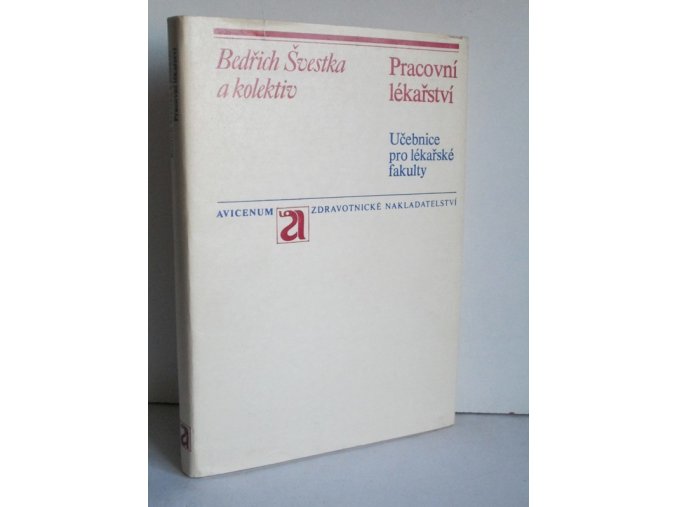 Bedřich Švestka
a kolektiv
Pracovní
lékařství
Učebnice
pro lékařské
fakulty
AVICENUM
a
ZDRAVOTNICKÉ NAKLADATELSTVÍ
a